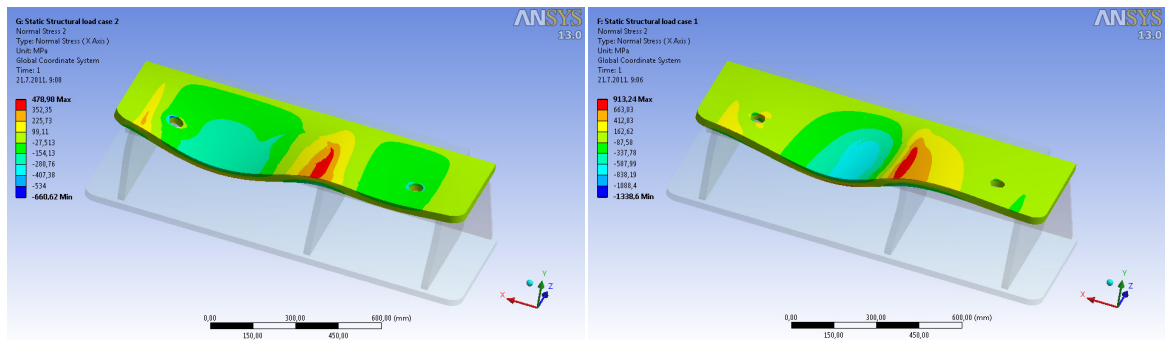 G: Static Structural load case 2
Normal Stress 2
Type: Normal Stress ( X Axis )
Unit: MPa
Global Coordinate System
Time: 1
21.7.2011. 9:08
ANSYS
13.0
478,98 Max
352,35
225,73
99,11
-27,513
-154,13
-280,76
-407,38
-534
-660,62 Min
Y
Z
X
0,00
300,00
600,00 (mm)
150,00
450,00
F: Static Structural load case 1
Normal Stress 2
Type: Normal Stress ( X Axis )
Unit: MPa
Global Coordinate System
Time: 1
21.7.2011. 9:06
ANSYS
13.0
913,24 Max
663,03
412,83
162,62
-87,58
-337,78
-587,99
-838,19
-1088,4
-1338,6 Min
Y
Z
X
0,00
300,00
600,00 (mm)
150,00
450,00